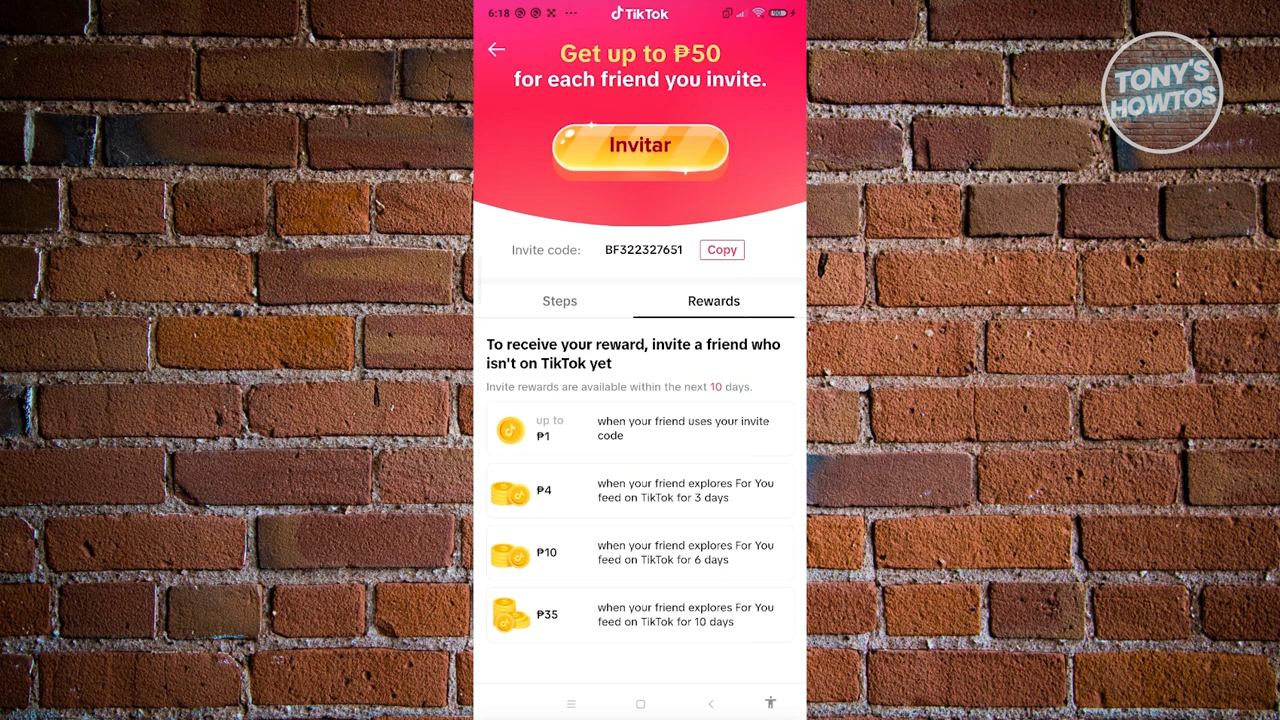 6:18
TikTok
90
Get up to ₱50
for each friend you invite.
TONY'S
HOWTOS
Invitar
Invite code: BF322327651 Copy
Steps Rewards
To receive your reward, invite a friend who
isn't on TikTok yet
Invite rewards are available within the next 10 days.
up to
₱1
when your friend uses your invite
code
₱4
when your friend explores For You
feed on TikTok for 3 days
₱10
when your friend explores For You
feed on TikTok for 6 days
₱35
when your friend explores For You
feed on TikTok for 10 days